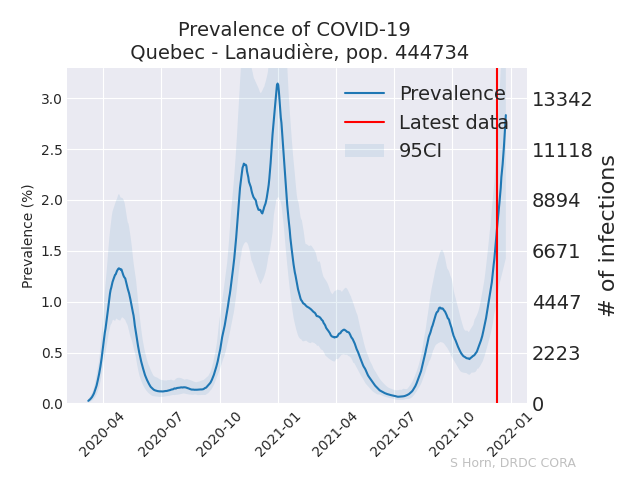 Prevalence of COVID-19
Quebec - Lanaudière, pop. 444734
Prevalence (%)
3.0
2.5
2.0
1.5
1.0
0.5
0.0
Prevalence
Latest data
95CI
13342
11118
8894
6671
4447
2223
0
# of infections
2020-04
2020-07
2020-10
2021-01
2021-04
2021-07
2021-10
2022-01
S Horn, DRDC CORA